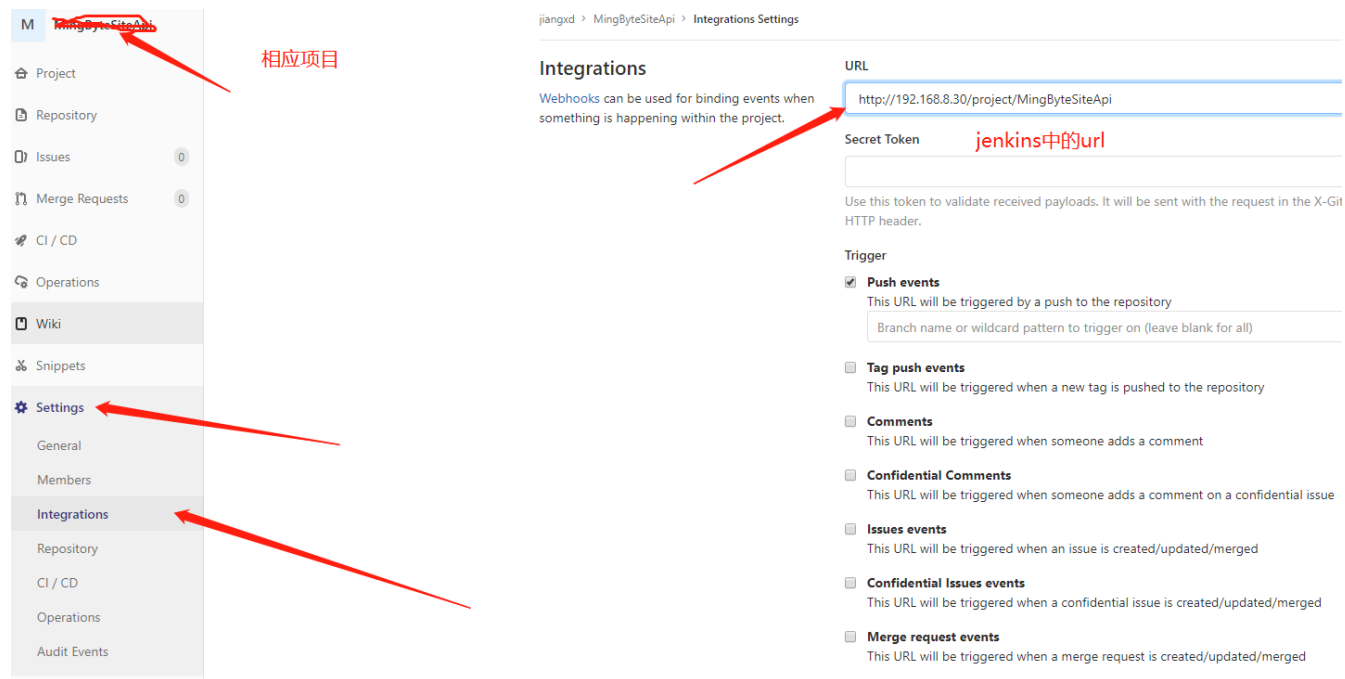 M MingByteSiteApi
相应项目
Project
Repository
Issues 0
Merge Requests 0
CI / CD
Operations
Wiki
Snippets
Settings
General
Members
Integrations
Repository
CI / CD
Operations
Audit Events
jiangxd > MingByteSiteApi > Integrations Settings
Integrations
Webhooks can be used for binding events when
something is happening within the project.
URL
http://192.168.8.30/project/MingByteSiteApi
Secret Token
jenkins中的url
Use this token to validate received payloads. It will be sent with the request in the X-Git
HTTP header.
Trigger
Push events
This URL will be triggered by a push to the repository
Branch name or wildcard pattern to trigger on (leave blank for all)
Tag push events
This URL will be triggered when a new tag is pushed to the repository
Comments
This URL will be triggered when someone adds a comment
Confidential Comments
This URL will be triggered when someone adds a comment on a confidential issue
Issues events
This URL will be triggered when an issue is created/updated/merged
Confidential Issues events
This URL will be triggered when a confidential issue is created/updated/merged
Merge request events
This URL will be triggered when a merge request is created/updated/merged